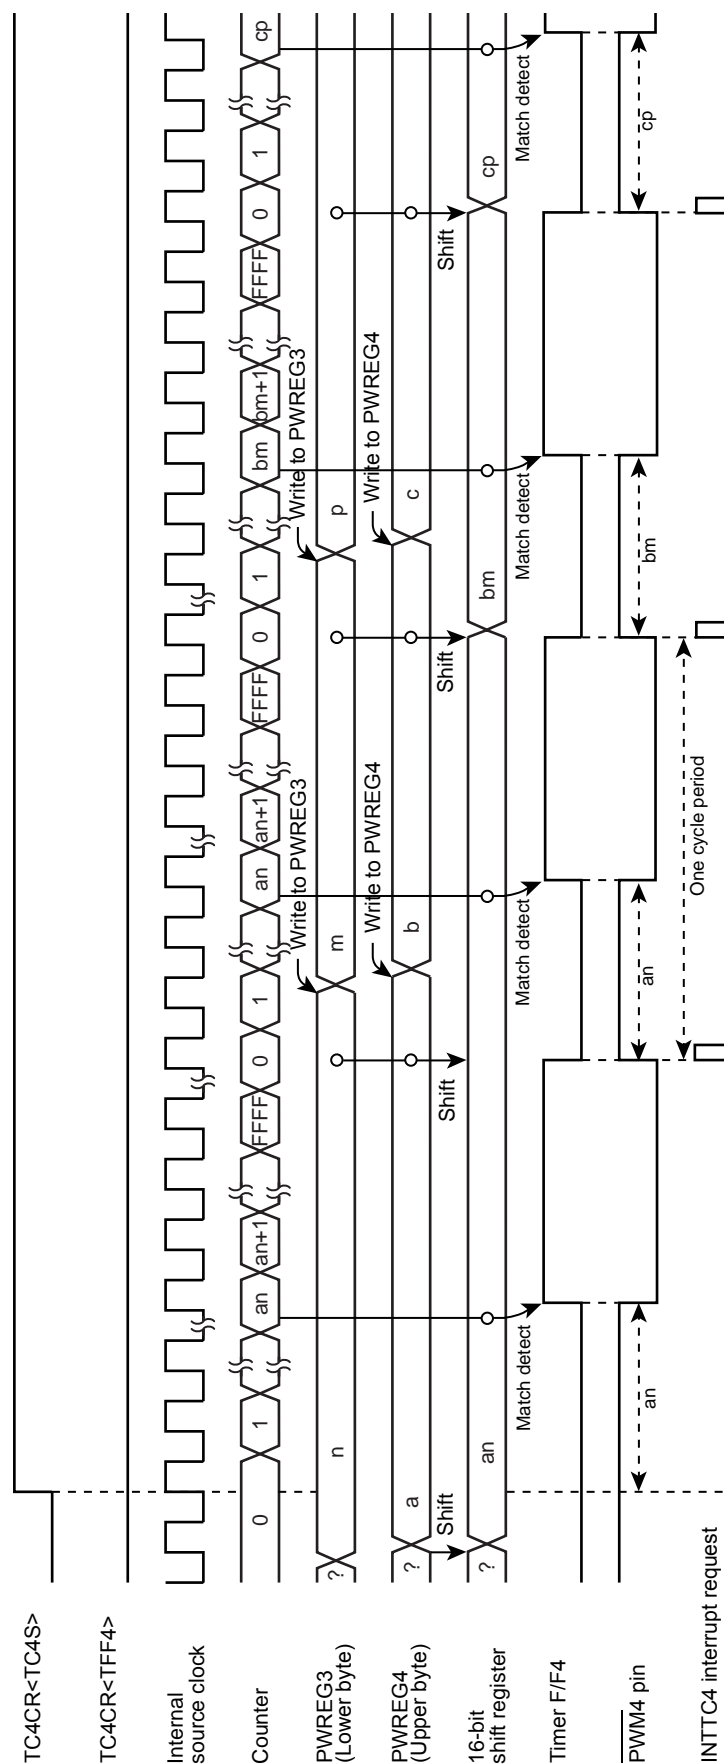 TC4CR<TC4S>
TC4CR<TFF4>
Internal
source clock
Counter
0 1 an an+1 FFFF 0 1 an an+1 FFFF 0 1 bm bm+1 FFFF 0 1 cp
Write to PWREG3 Write to PWREG3
PWREG3
(Lower byte)
? n m p
Write to PWREG4 Write to PWREG4
PWREG4
(Upper byte)
? a b c
Shift Shift Shift Shift
16-bit
shift register
? an bm cp
Match detect Match detect Match detect Match detect
Timer F/F4
PWM4 pin
an an bm cp
One cycle period
INTTC4 interrupt request